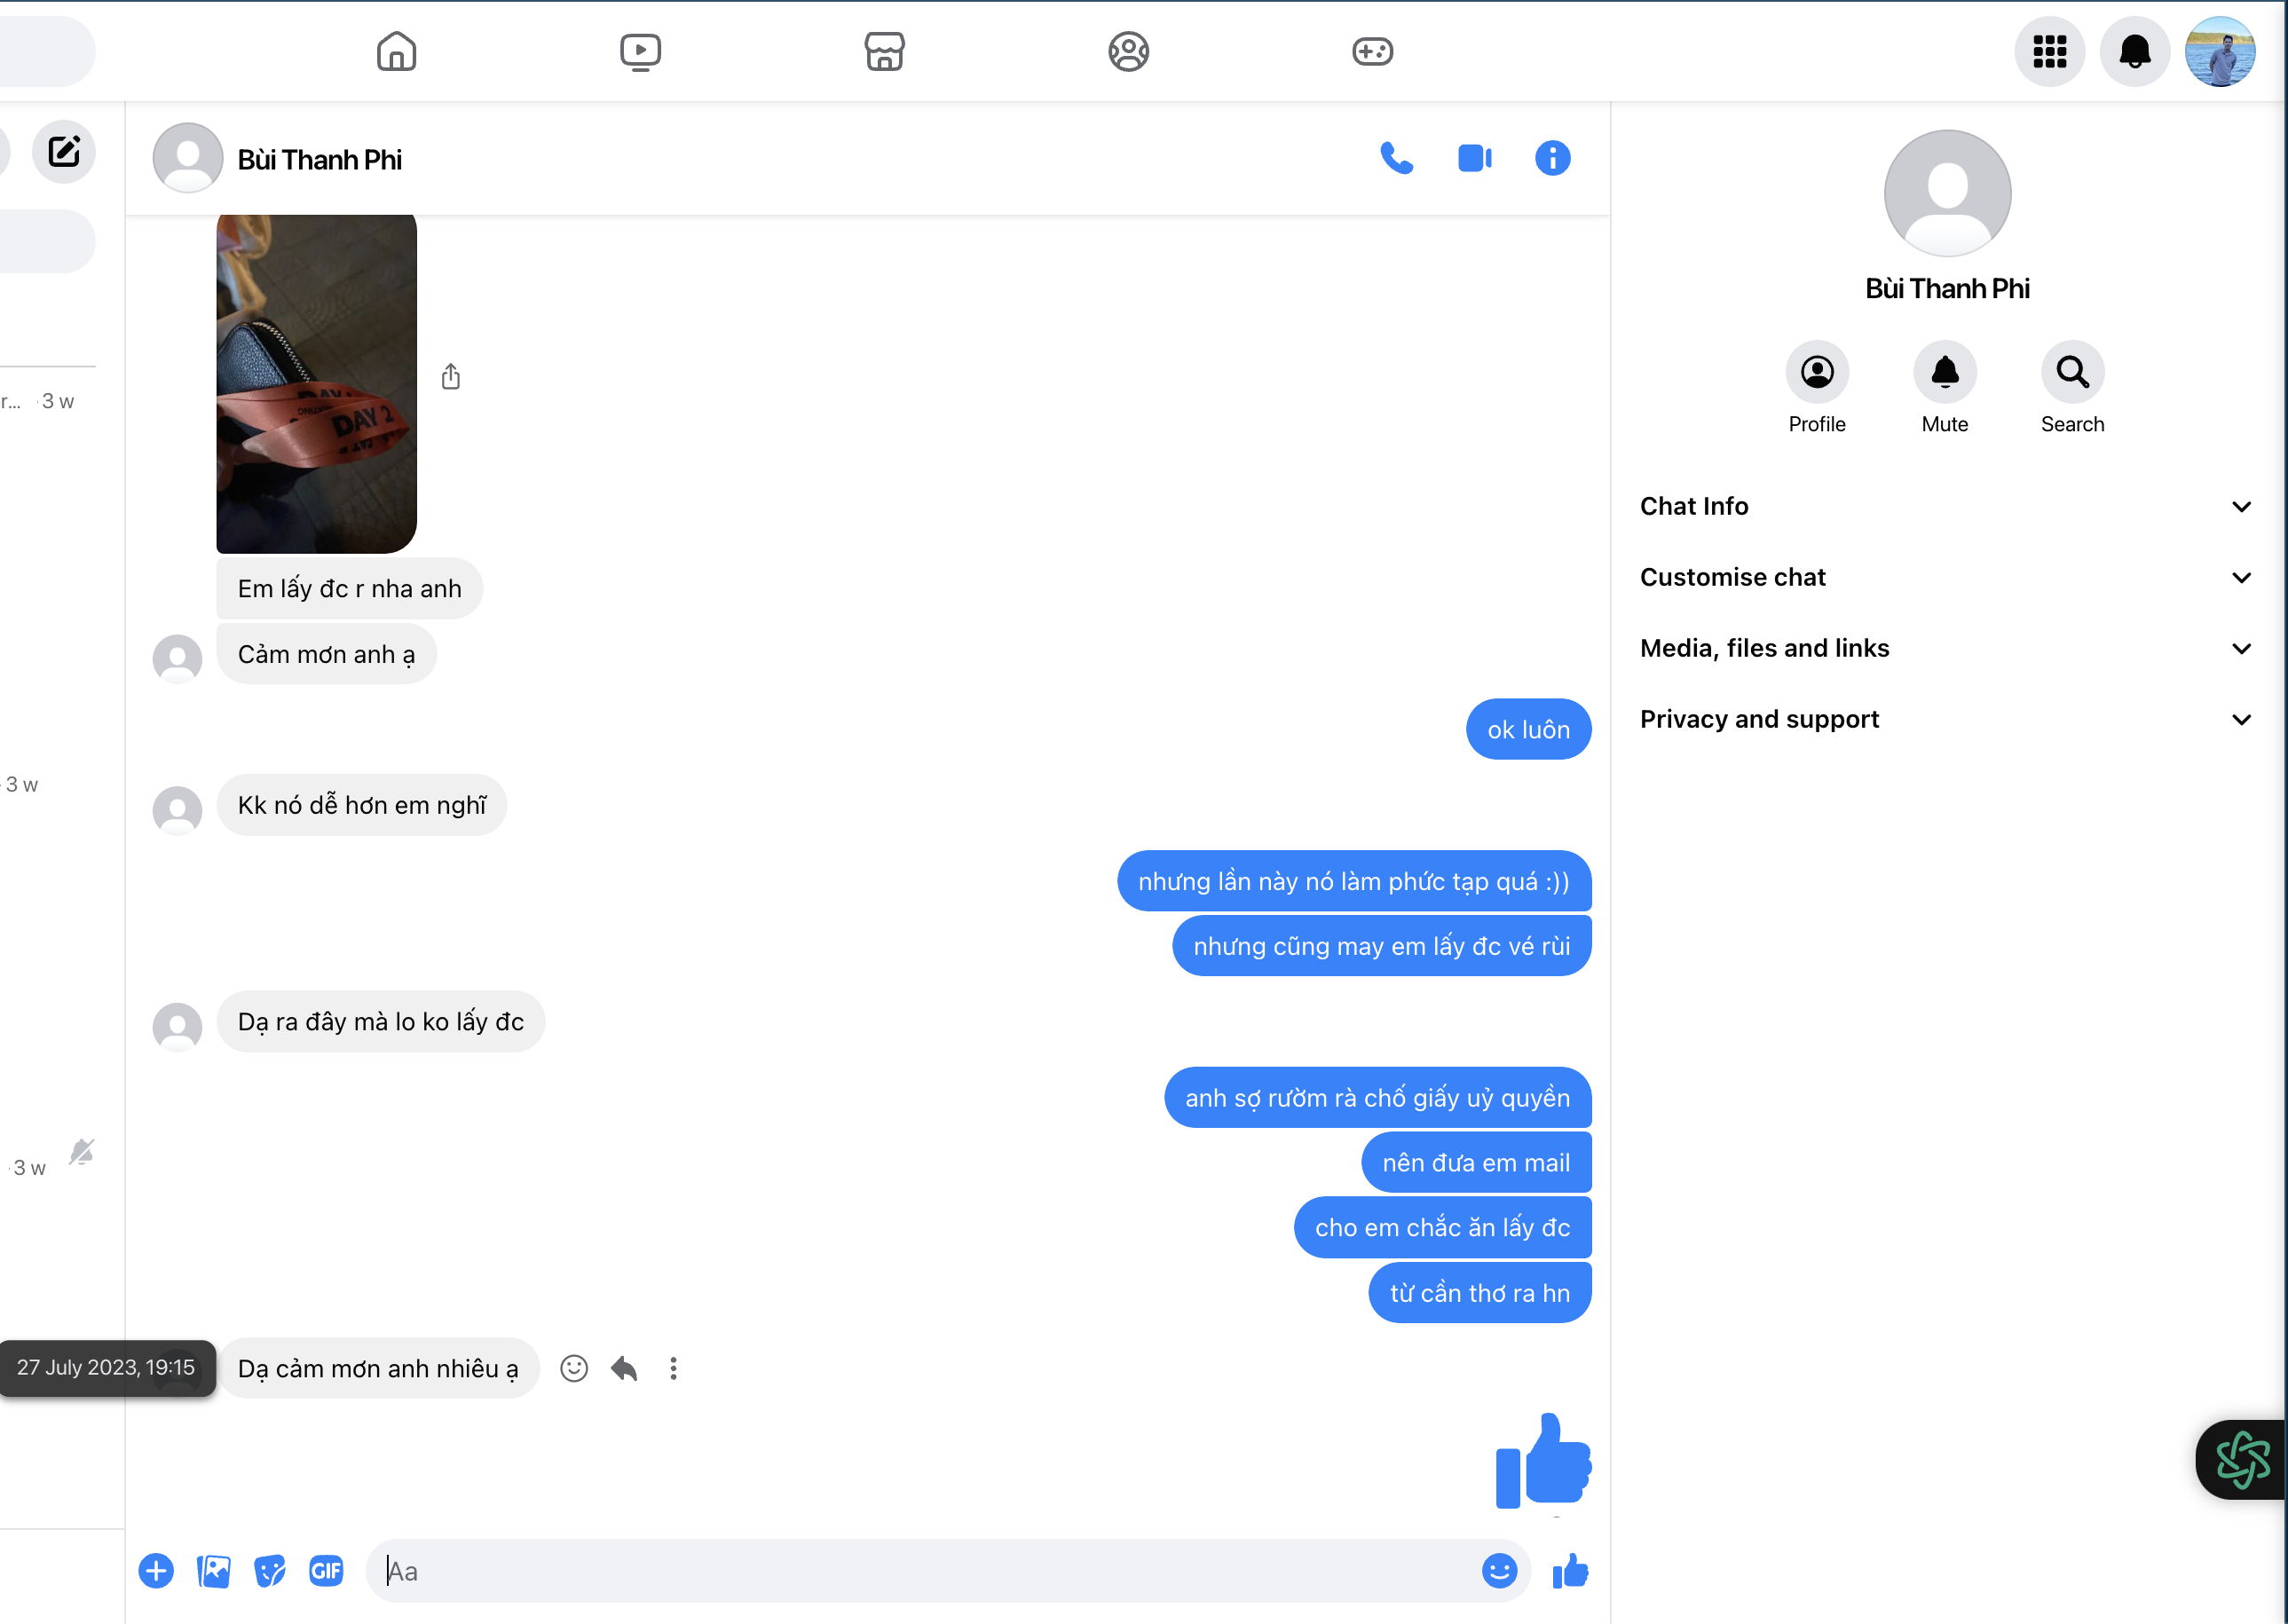 Bùi Thanh Phi
DAY 2
Em lấy đc r nha anh
Cảm mơn anh ạ
ok luôn
Kk nó dễ hơn em nghĩ
nhưng lần này nó làm phức tạp quá :))
nhưng cũng may em lấy đc vé rùi
Dạ ra đây mà lo ko lấy đc
anh sợ rườm rà chố giấy uỷ quyền
nên đưa em mail
cho em chắc ăn lấy đc
từ cần thơ ra hn
27 July 2023, 19:15
Dạ cảm mơn anh nhiêu ạ
GIF
Aa
r... · 3 w
· 3 w
· 3 w
Bùi Thanh Phi
Profile
Mute
Search
Chat Info
Customise chat
Media, files and links
Privacy and support